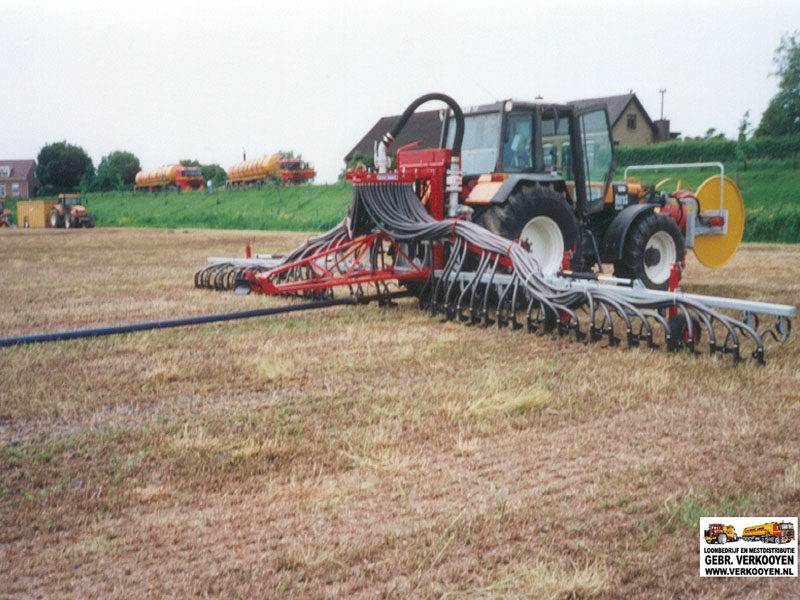 LOONBEDRIJF EN MESTDISTRIBUTIE
GEBR. VERKOOYEN
WWW.VERKOOYEN.NL